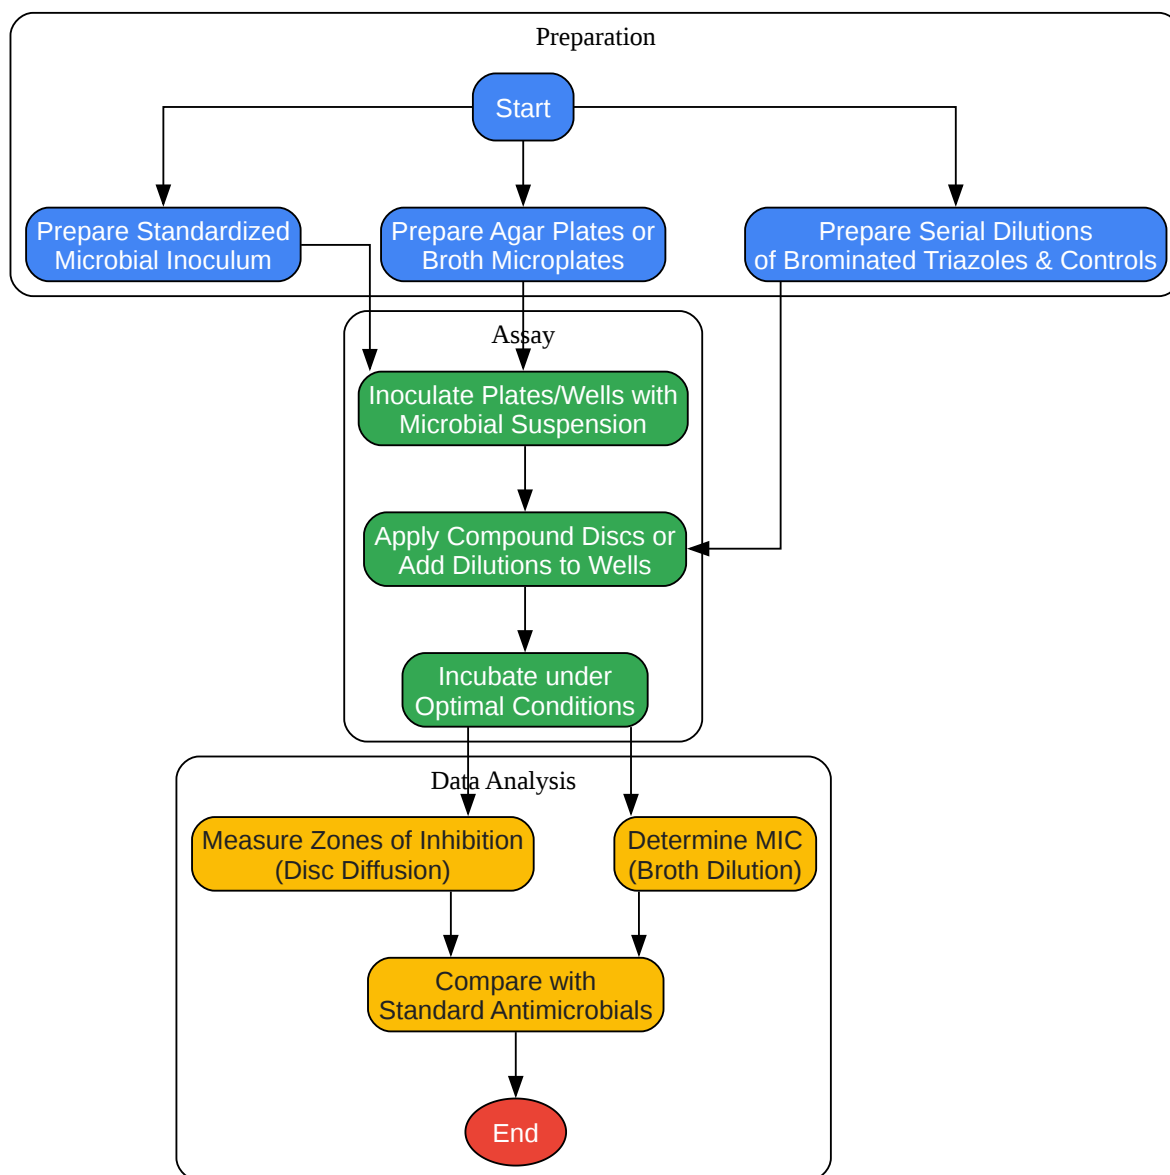 Preparation
Start
Prepare Standardized
Microbial Inoculum
Prepare Agar Plates or
Broth Microplates
Prepare Serial Dilutions
of Brominated Triazoles & Controls
Assay
Inoculate Plates/Wells with
Microbial Suspension
Apply Compound Discs or
Add Dilutions to Wells
Incubate under
Optimal Conditions
Data Analysis
Measure Zones of Inhibition
(Disc Diffusion)
Determine MIC
(Broth Dilution)
Compare with
Standard Antimicrobials
End